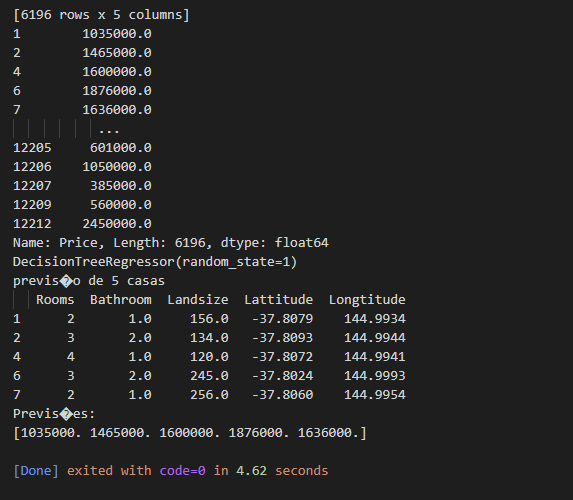 [6196 rows x 5 columns]
1        1035000.0
2        1465000.0
4        1600000.0
6        1876000.0
7        1636000.0
...
12205     601000.0
12206    1050000.0
12207     385000.0
12209     560000.0
12212    2450000.0
Name: Price, Length: 6196, dtype: float64
DecisionTreeRegressor(random_state=1)
previs�o de 5 casas
   Rooms  Bathroom  Landsize  Lattitude  Longtitude
1      2       1.0     156.0   -37.8079    144.9934
2      3       2.0     134.0   -37.8093    144.9944
4      4       1.0     120.0   -37.8072    144.9941
6      3       2.0     245.0   -37.8024    144.9993
7      2       1.0     256.0   -37.8060    144.9954
Previs�es:
[1035000. 1465000. 1600000. 1876000. 1636000.]
[Done] exited with code=0 in 4.62 seconds